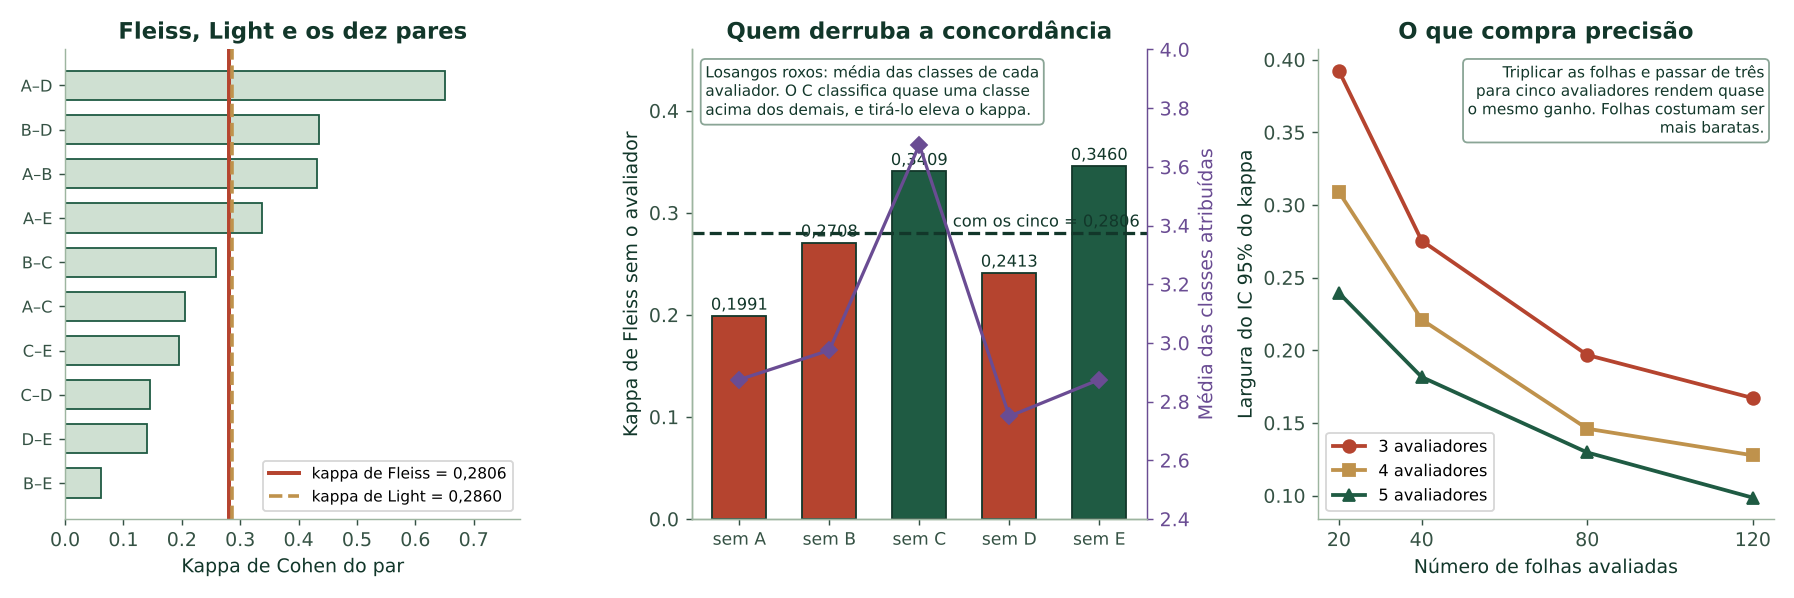 Fleiss, Light e os dez pares
A–D
B–D
A–B
A–E
B–C
A–C
C–E
C–D
D–E
B–E
kappa de Fleiss = 0,2806
kappa de Light = 0,2860
0.0
0.1
0.2
0.3
0.4
0.5
0.6
0.7
Kappa de Cohen do par
Quem derruba a concordância
Losangos roxos: média das classes de cada
avaliador. O C classifica quase uma classe
acima dos demais, e tirá-lo eleva o kappa.
Kappa de Fleiss sem o avaliador
0.4
0.3
0.2
0.1
0.0
0,1991
0,2708
0,3409
0,2413
0,3460
com os cinco = 0,2806
sem A
sem B
sem C
sem D
sem E
4.0
3.8
3.6
3.4
3.2
3.0
2.8
2.6
2.4
Média das classes atribuídas
O que compra precisão
Triplicar as folhas e passar de três
para cinco avaliadores rendem quase
o mesmo ganho. Folhas costumam ser
mais baratas.
Largura do IC 95% do kappa
0.40
0.35
0.30
0.25
0.20
0.15
0.10
3 avaliadores
4 avaliadores
5 avaliadores
20
40
80
120
Número de folhas avaliadas